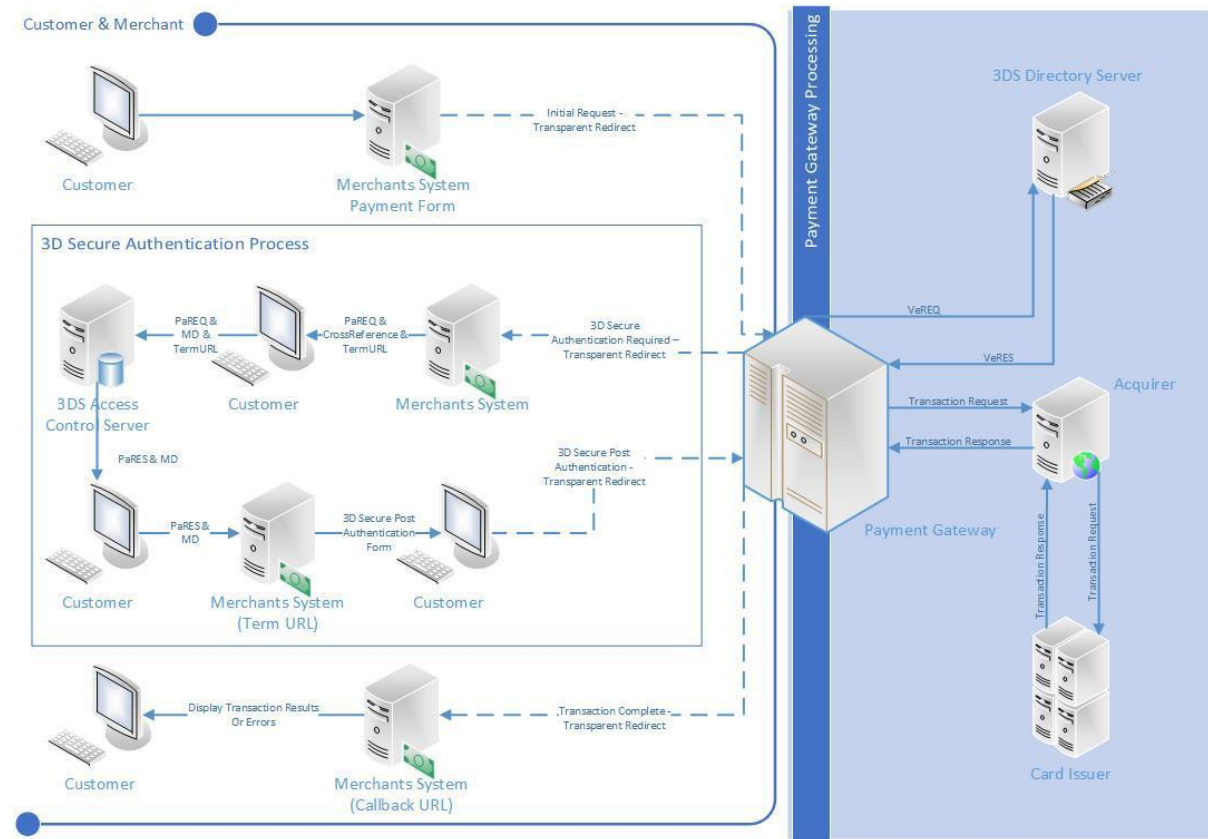 Customer & Merchant
Payment Gateway Processing
3DS Directory Server
Initial Request -
Transparent Redirect
Customer
Merchants System
Payment Form
3D Secure Authentication Process
PaREQ &
MD &
TermURL
PaREQ &
CrossReference &
TermURL
3D Secure
Authentication Required –
Transparent Redirect
VeREQ
VeRES
3DS Access
Control Server
Customer
Merchants System
Acquirer
Transaction Request
Transaction Response
PaRES & MD
3D Secure Post
Authentication -
Transparent Redirect
PaRES &
MD
3D Secure Post
Authentication
Form
Payment Gateway
Transaction Response
Transaction Request
Customer
Merchants System
(Term URL)
Customer
Display Transaction Results
Or Errors
Transaction Complete -
Transparent Redirect
Customer
Merchants System
(Callback URL)
Card Issuer